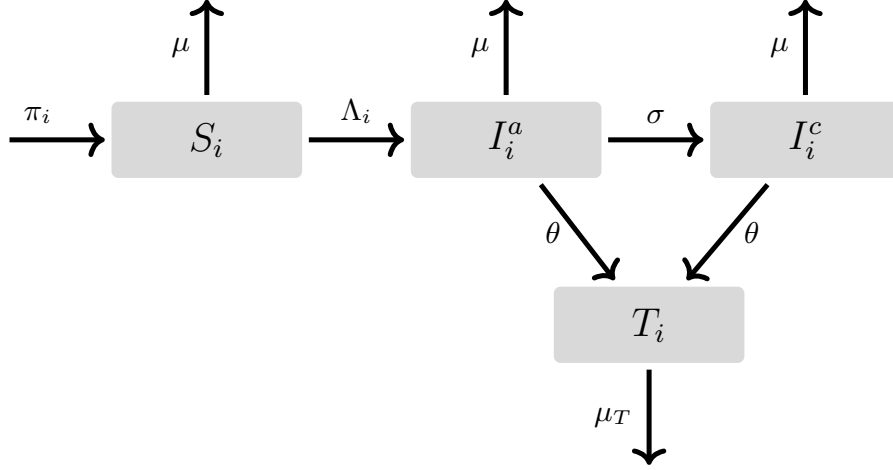 μ μ μ
π_i S_i Λ_i I_i^a σ I_i^c
θ θ
T_i
μ_T